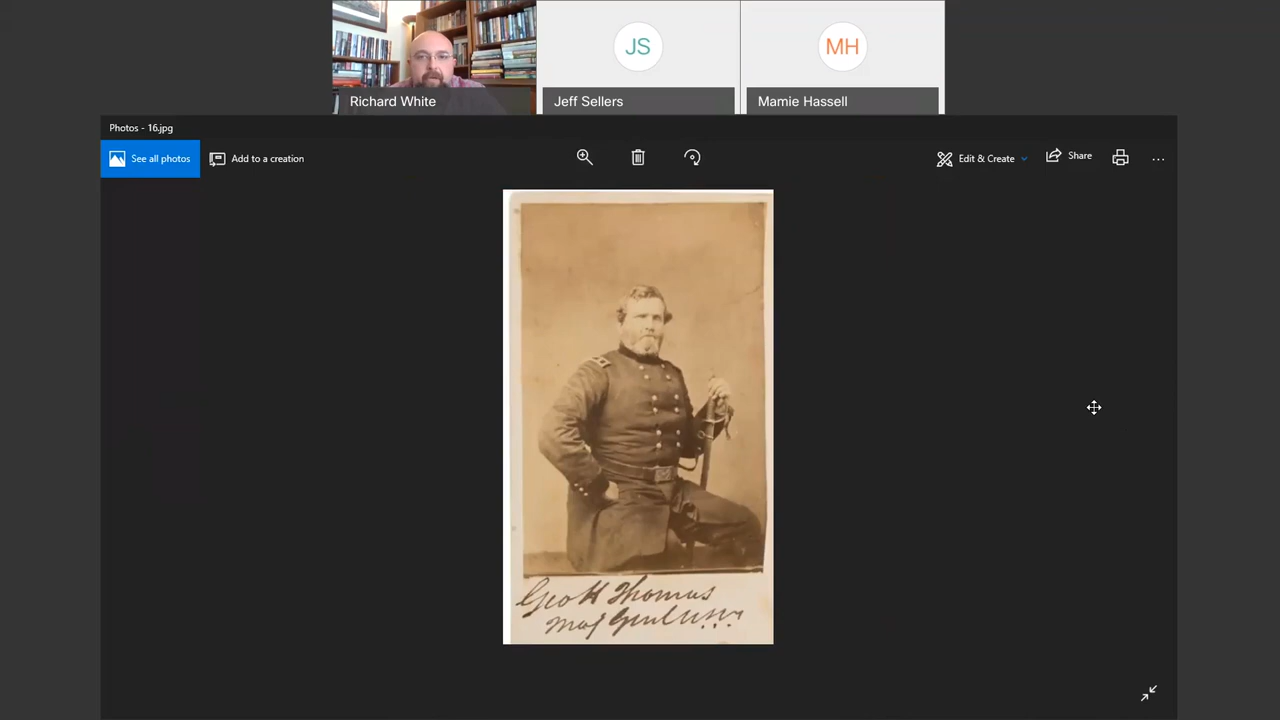 JS
MH
Richard White
Jeff Sellers
Mamie Hassell
Photos - 16.jpg
See all photos
Add to a creation
Edit & Create
Share
Geo H Thomas
Maj Genl U.S.V.